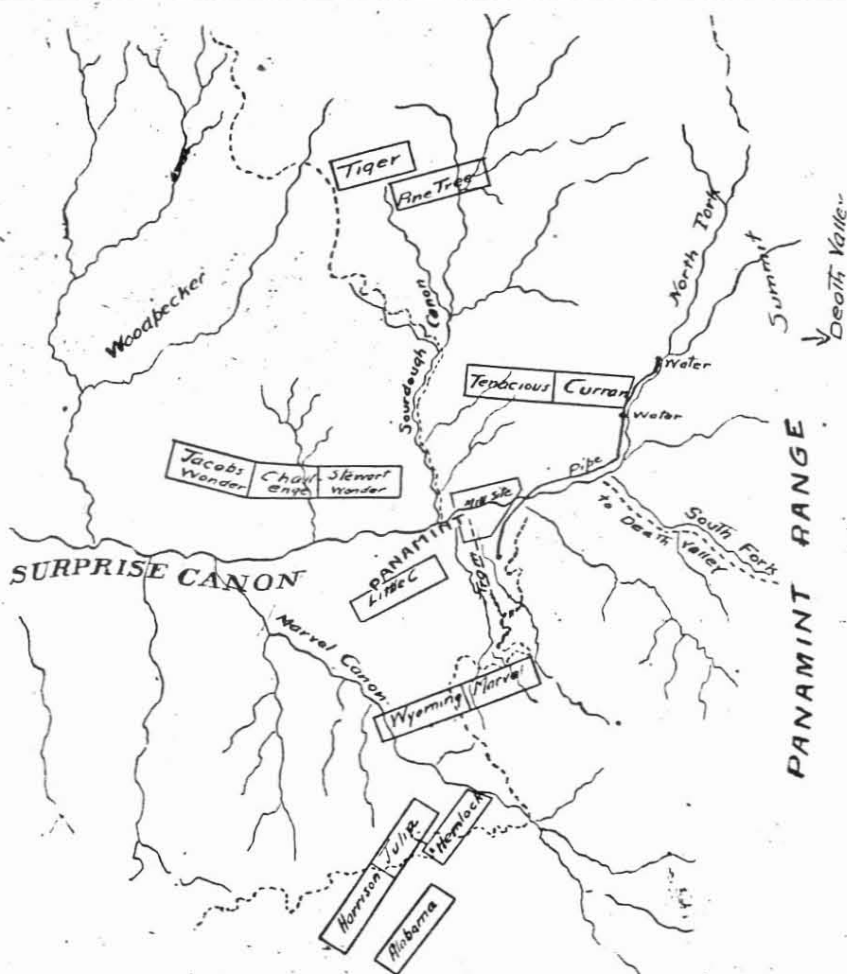 Tiger
Pine Tree
Woodpecker
Sourdough Canon
North Fork
Summit
Death Valley
Tenacious
Curran
Water
Water
Pipe
Jacobs
Wonder
Chall-
enge
Stewart
Wonder
Mill Site
PANAMINT
to Death Valley
South Fork
PANAMINT RANGE
SURPRISE CANON
Little C
Marvel Canon
Wyoming
Marvel
Harrison
Tulip
Hemlock
Alabama